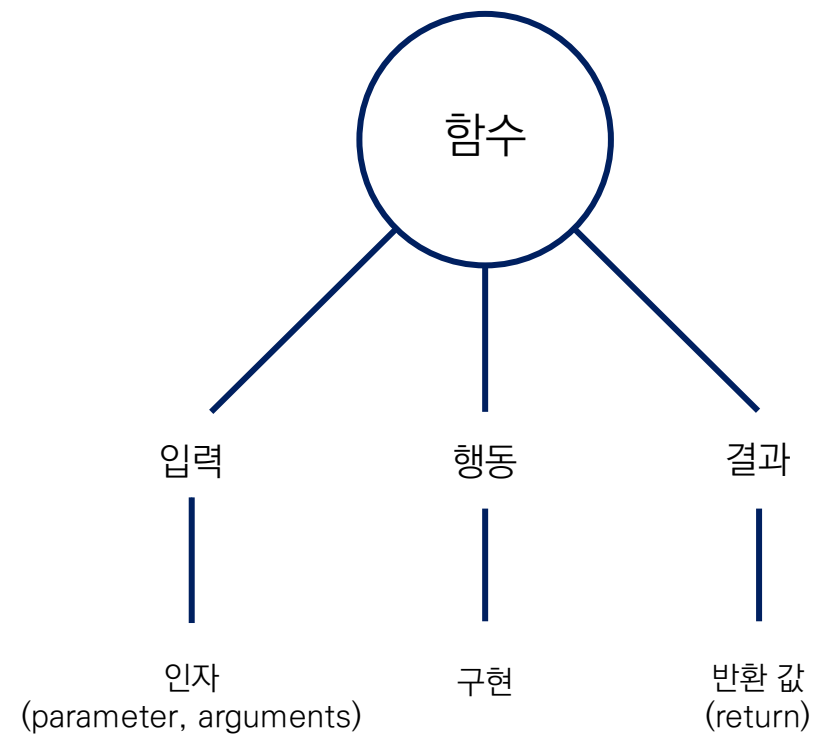 함수
입력
행동
결과
인자
(parameter, arguments)
구현
반환 값
(return)